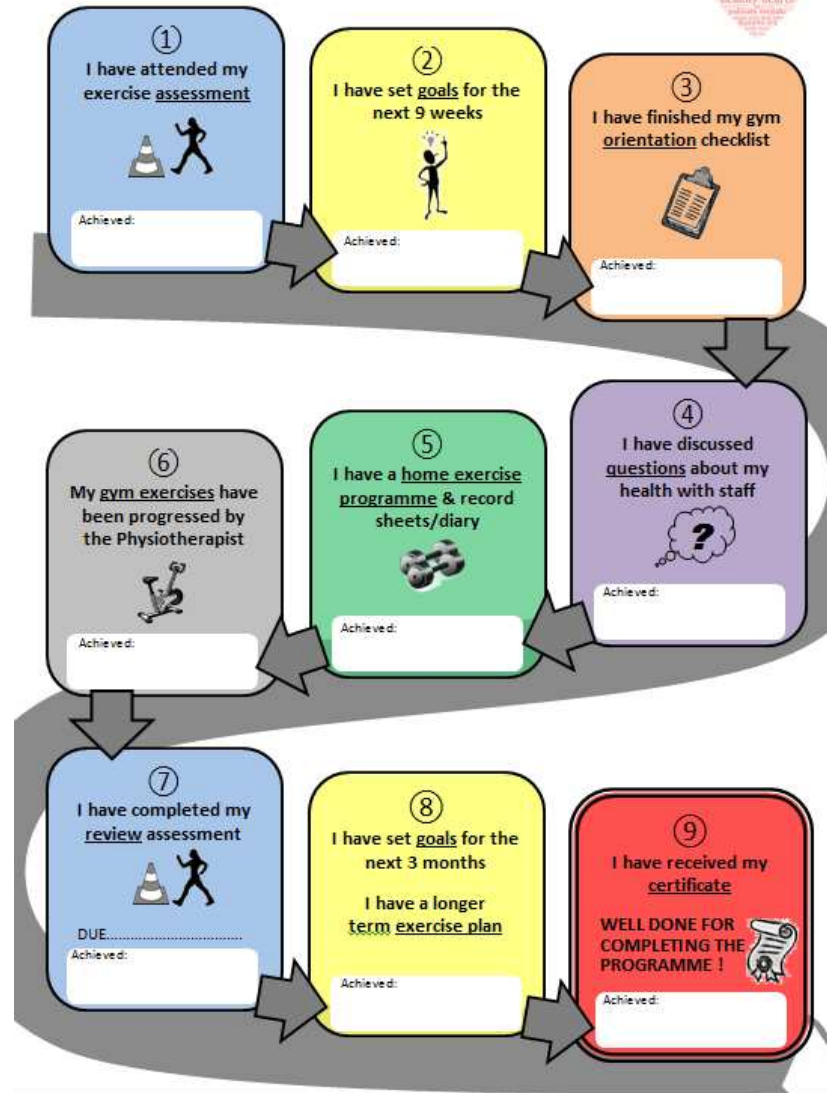 ①
I have attended my
exercise assessment
Achieved:
②
I have set goals for the
next 9 weeks
Achieved:
③
I have finished my gym
orientation checklist
Achieved:
④
I have discussed
questions about my
health with staff
?
Achieved:
⑤
I have a home exercise
programme & record
sheets/diary
Achieved:
⑥
My gym exercises have
been progressed by
the Physiotherapist
Achieved:
⑦
I have completed my
review assessment
DUE..................................
Achieved:
⑧
I have set goals for the
next 3 months
I have a longer
term exercise plan
Achieved:
⑨
I have received my
certificate
WELL DONE FOR
COMPLETING THE
PROGRAMME !
Achieved: